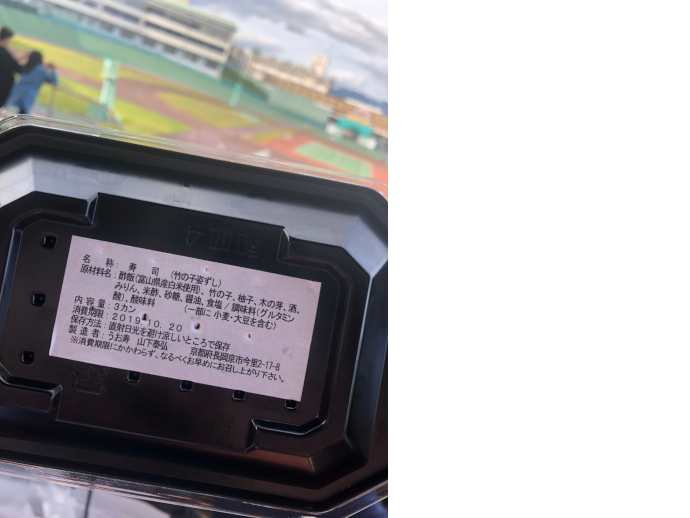 名　称：寿　司　(竹の子姿ずし)
原材料名：酢飯(富山県産白米使用)、竹の子、柚子、木の芽、酒、
みりん、米酢、砂糖、醤油、食塩 / 調味料(グルタミン
酸)、酸味料　(一部に小麦・大豆を含む)
内 容 量：3カン
消費期限：2019.10.20
保存方法：直射日光を避け涼しいところで保存
製 造 者：うお寿　山下泰弘　京都府長岡京市今里2-17-8
※消費期限にかかわらず、なるべくお早めにお召し上がり下さい。